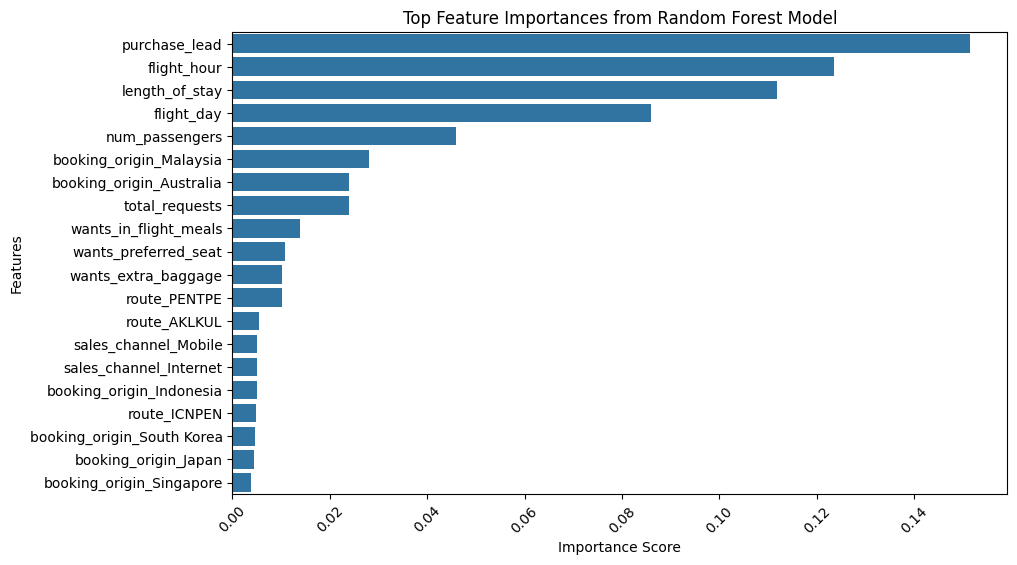 Top Feature Importances from Random Forest Model
Features
purchase_lead
flight_hour
length_of_stay
flight_day
num_passengers
booking_origin_Malaysia
booking_origin_Australia
total_requests
wants_in_flight_meals
wants_preferred_seat
wants_extra_baggage
route_PENTPE
route_AKLKUL
sales_channel_Mobile
sales_channel_Internet
booking_origin_Indonesia
route_ICNPEN
booking_origin_South Korea
booking_origin_Japan
booking_origin_Singapore
0.00 0.02 0.04 0.06 0.08 0.10 0.12 0.14
Importance Score